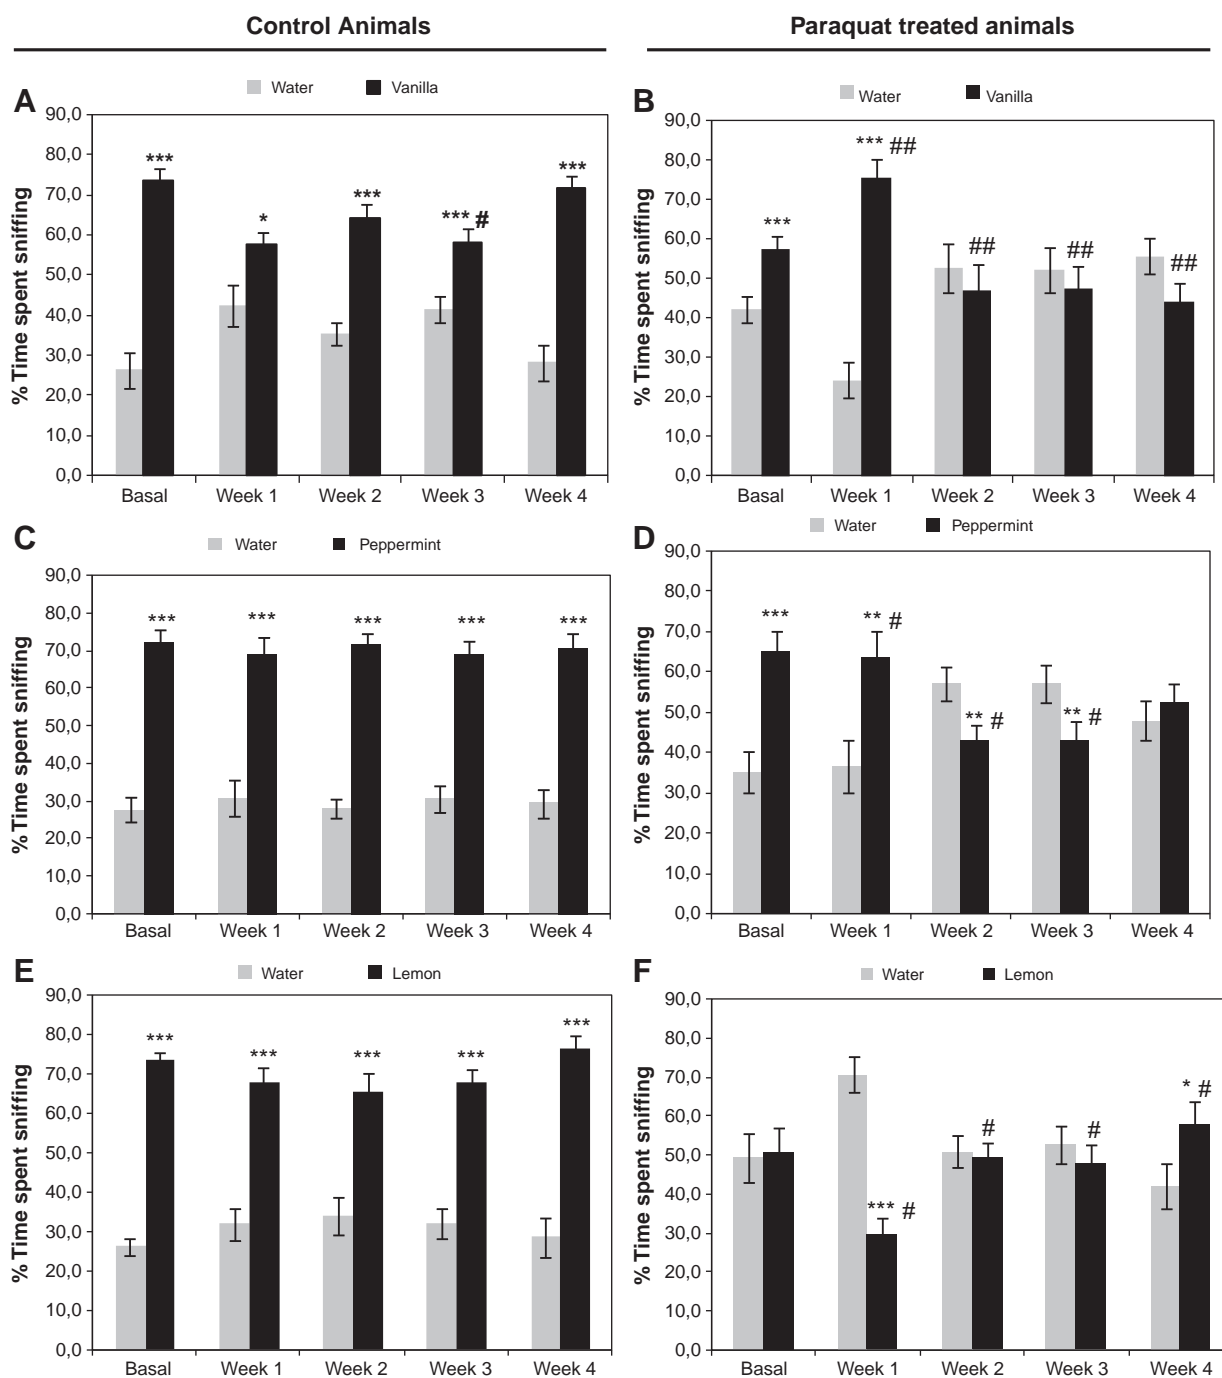 Control Animals
Paraquat treated animals
A
Water
Vanilla
% Time spent sniffing
90,0
80,0
70,0
60,0
50,0
40,0
30,0
20,0
10,0
0,0
***
*
***
*** #
***
Basal
Week 1
Week 2
Week 3
Week 4
B
Water
Vanilla
% Time spent sniffing
90,0
80,0
70,0
60,0
50,0
40,0
30,0
20,0
10,0
0,0
***
*** ##
##
##
##
Basal
Week 1
Week 2
Week 3
Week 4
C
Water
Peppermint
% Time spent sniffing
90,0
80,0
70,0
60,0
50,0
40,0
30,0
20,0
10,0
0,0
***
***
***
***
***
Basal
Week 1
Week 2
Week 3
Week 4
D
Water
Peppermint
% Time spent sniffing
90,0
80,0
70,0
60,0
50,0
40,0
30,0
20,0
10,0
0,0
***
** #
** #
** #
Basal
Week 1
Week 2
Week 3
Week 4
E
Water
Lemon
% Time spent sniffing
90,0
80,0
70,0
60,0
50,0
40,0
30,0
20,0
10,0
0,0
***
***
***
***
***
Basal
Week 1
Week 2
Week 3
Week 4
F
Water
Lemon
% Time spent sniffing
90,0
80,0
70,0
60,0
50,0
40,0
30,0
20,0
10,0
0,0
*** #
#
#
* #
Basal
Week 1
Week 2
Week 3
Week 4